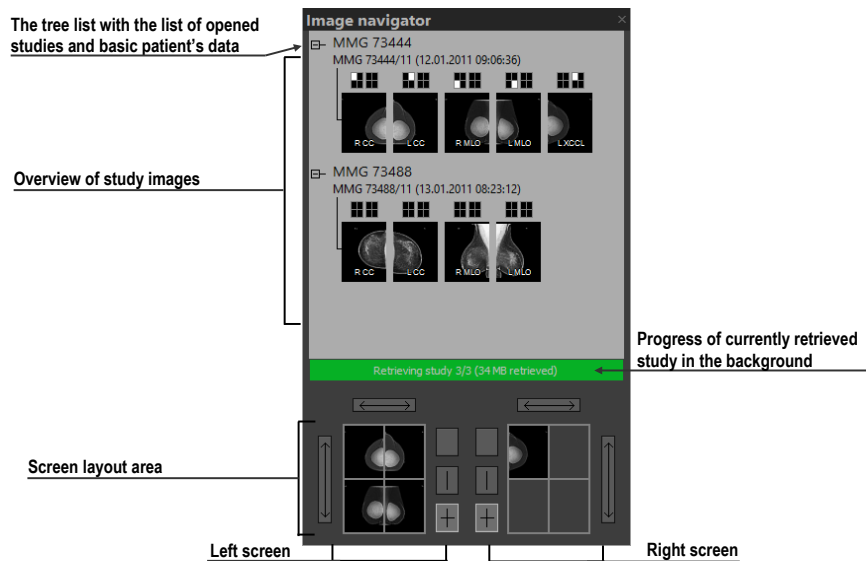 The tree list with the list of opened
studies and basic patient's data
Image navigator
MMG 73444
MMG 73444/11 (12.01.2011 09:06:36)
R CC L CC R MLO L MLO L XCCL
Overview of study images
MMG 73488
MMG 73488/11 (13.01.2011 08:23:12)
R CC L CC R MLO L MLO
Progress of currently retrieved
study in the background
Retrieving study 3/3 (34 MB retrieved)
Screen layout area
Left screen
Right screen